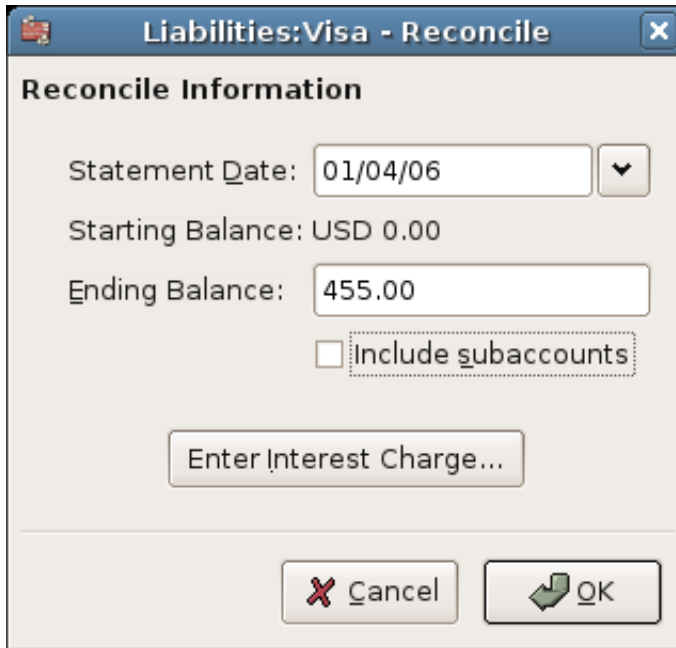 Liabilities:Visa - Reconcile
Reconcile Information
Statement Date: 01/04/06
Starting Balance: USD 0.00
Ending Balance: 455.00
Include subaccounts
Enter Interest Charge...
Cancel OK